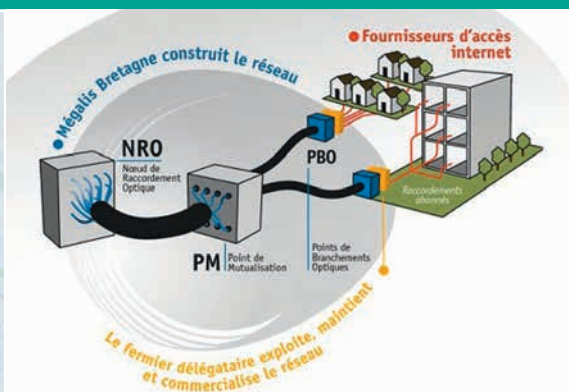 Fournisseurs d'accès
internet
Mégalis Bretagne construit le réseau
NRO
Nœud de
Raccordement
Optique
PBO
PM
Point de
Mutualisation
Points de
Branchements
Optiques
Raccordements
abonnés
Le fermier délégataire exploite, maintient
et commercialise le réseau